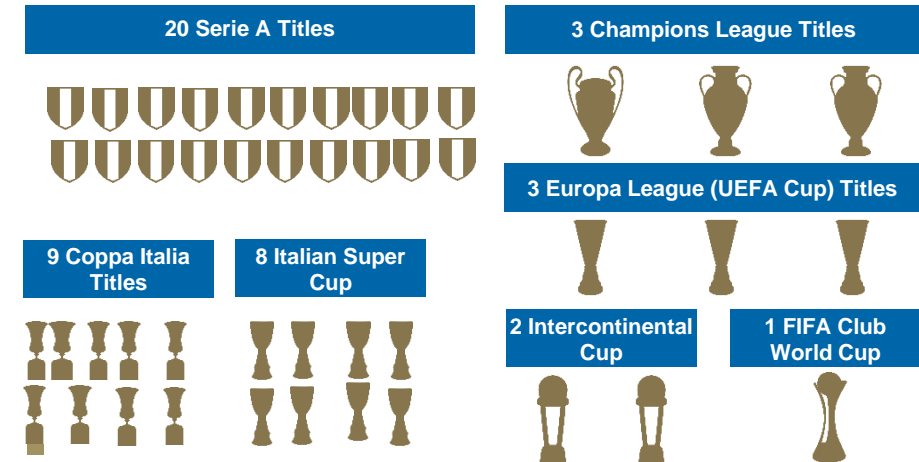 20 Serie A Titles
3 Champions League Titles
3 Europa League (UEFA Cup) Titles
9 Coppa Italia
Titles
8 Italian Super
Cup
2 Intercontinental
Cup
1 FIFA Club
World Cup